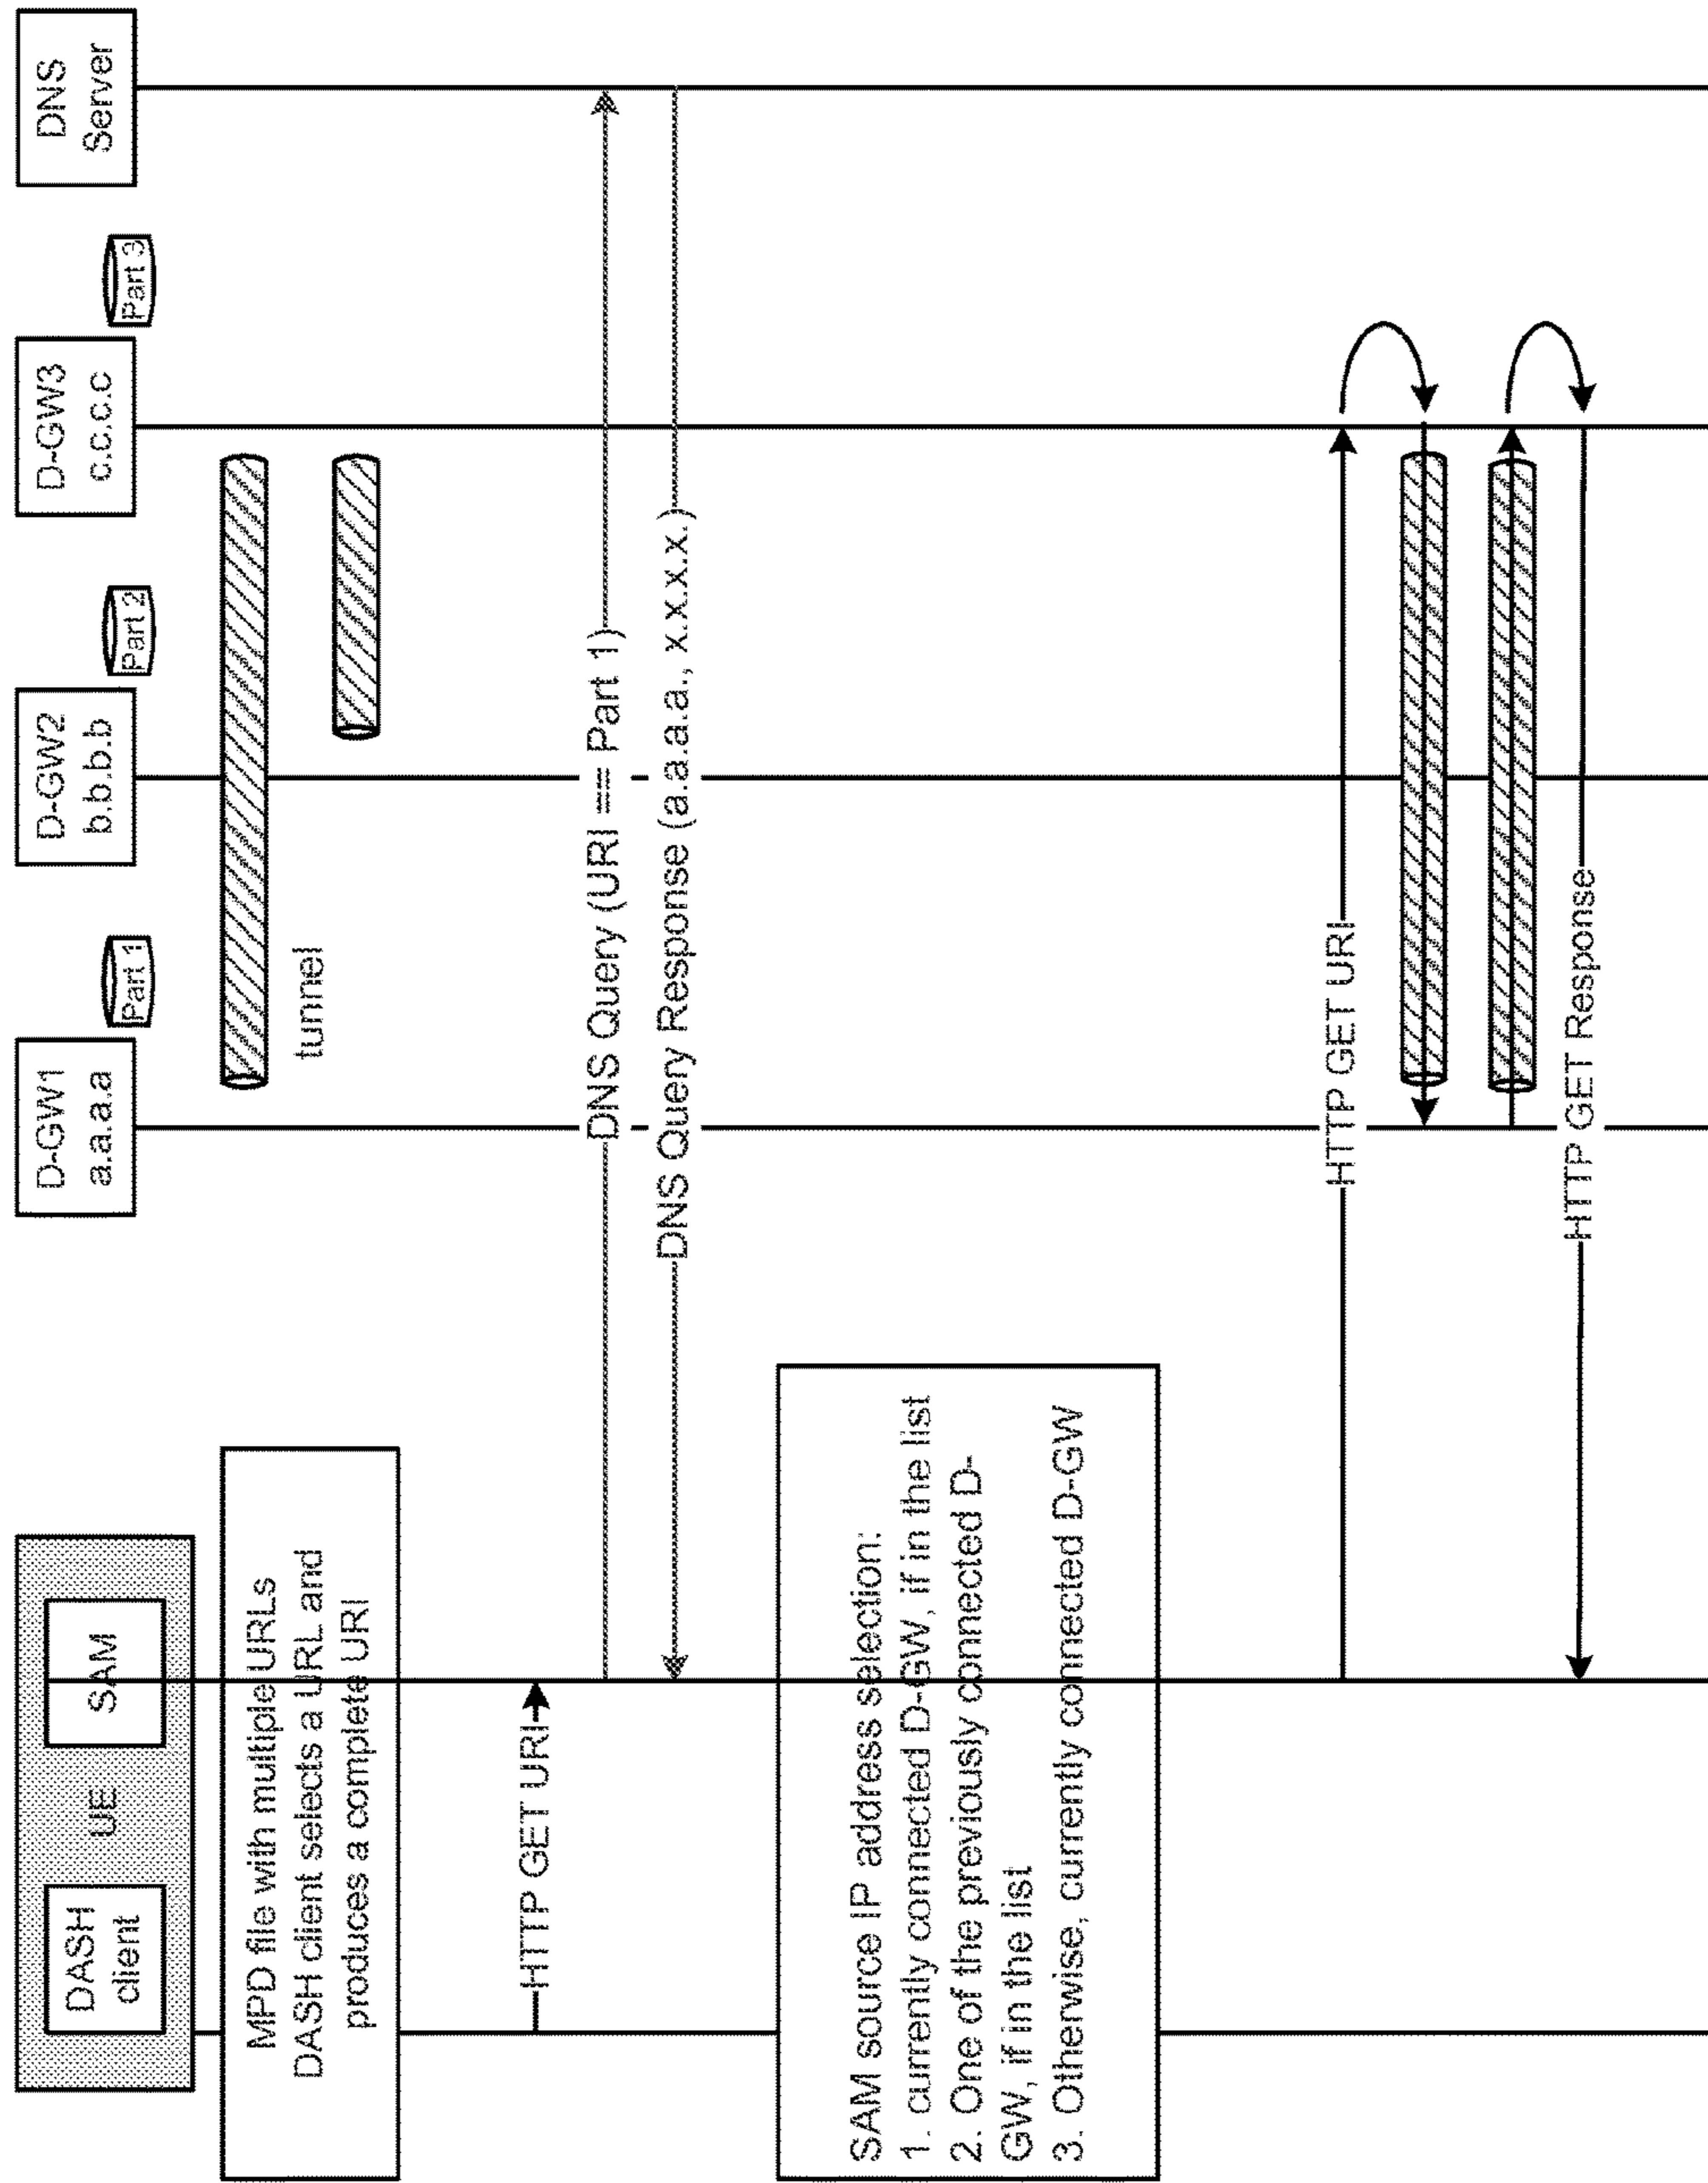 DASH
client
UE
SAM
D-GW1
a.a.a.a
Part 1
D-GW2
b.b.b.b
Part 2
D-GW3
c.c.c.c
Part 3
DNS
Server
MPD file with multiple URLs
DASH client selects a URL and
produces a complete URI
tunnel
HTTP GET URI
DNS Query (URI == Part 1)
DNS Query Response (a.a.a.a., x.x.x.x.)
SAM source IP address selection:
1. currently connected D-GW, if in the list
2. One of the previously connected D-
GW, if in the list
3. Otherwise, currently connected D-GW
HTTP GET URI
HTTP GET Response